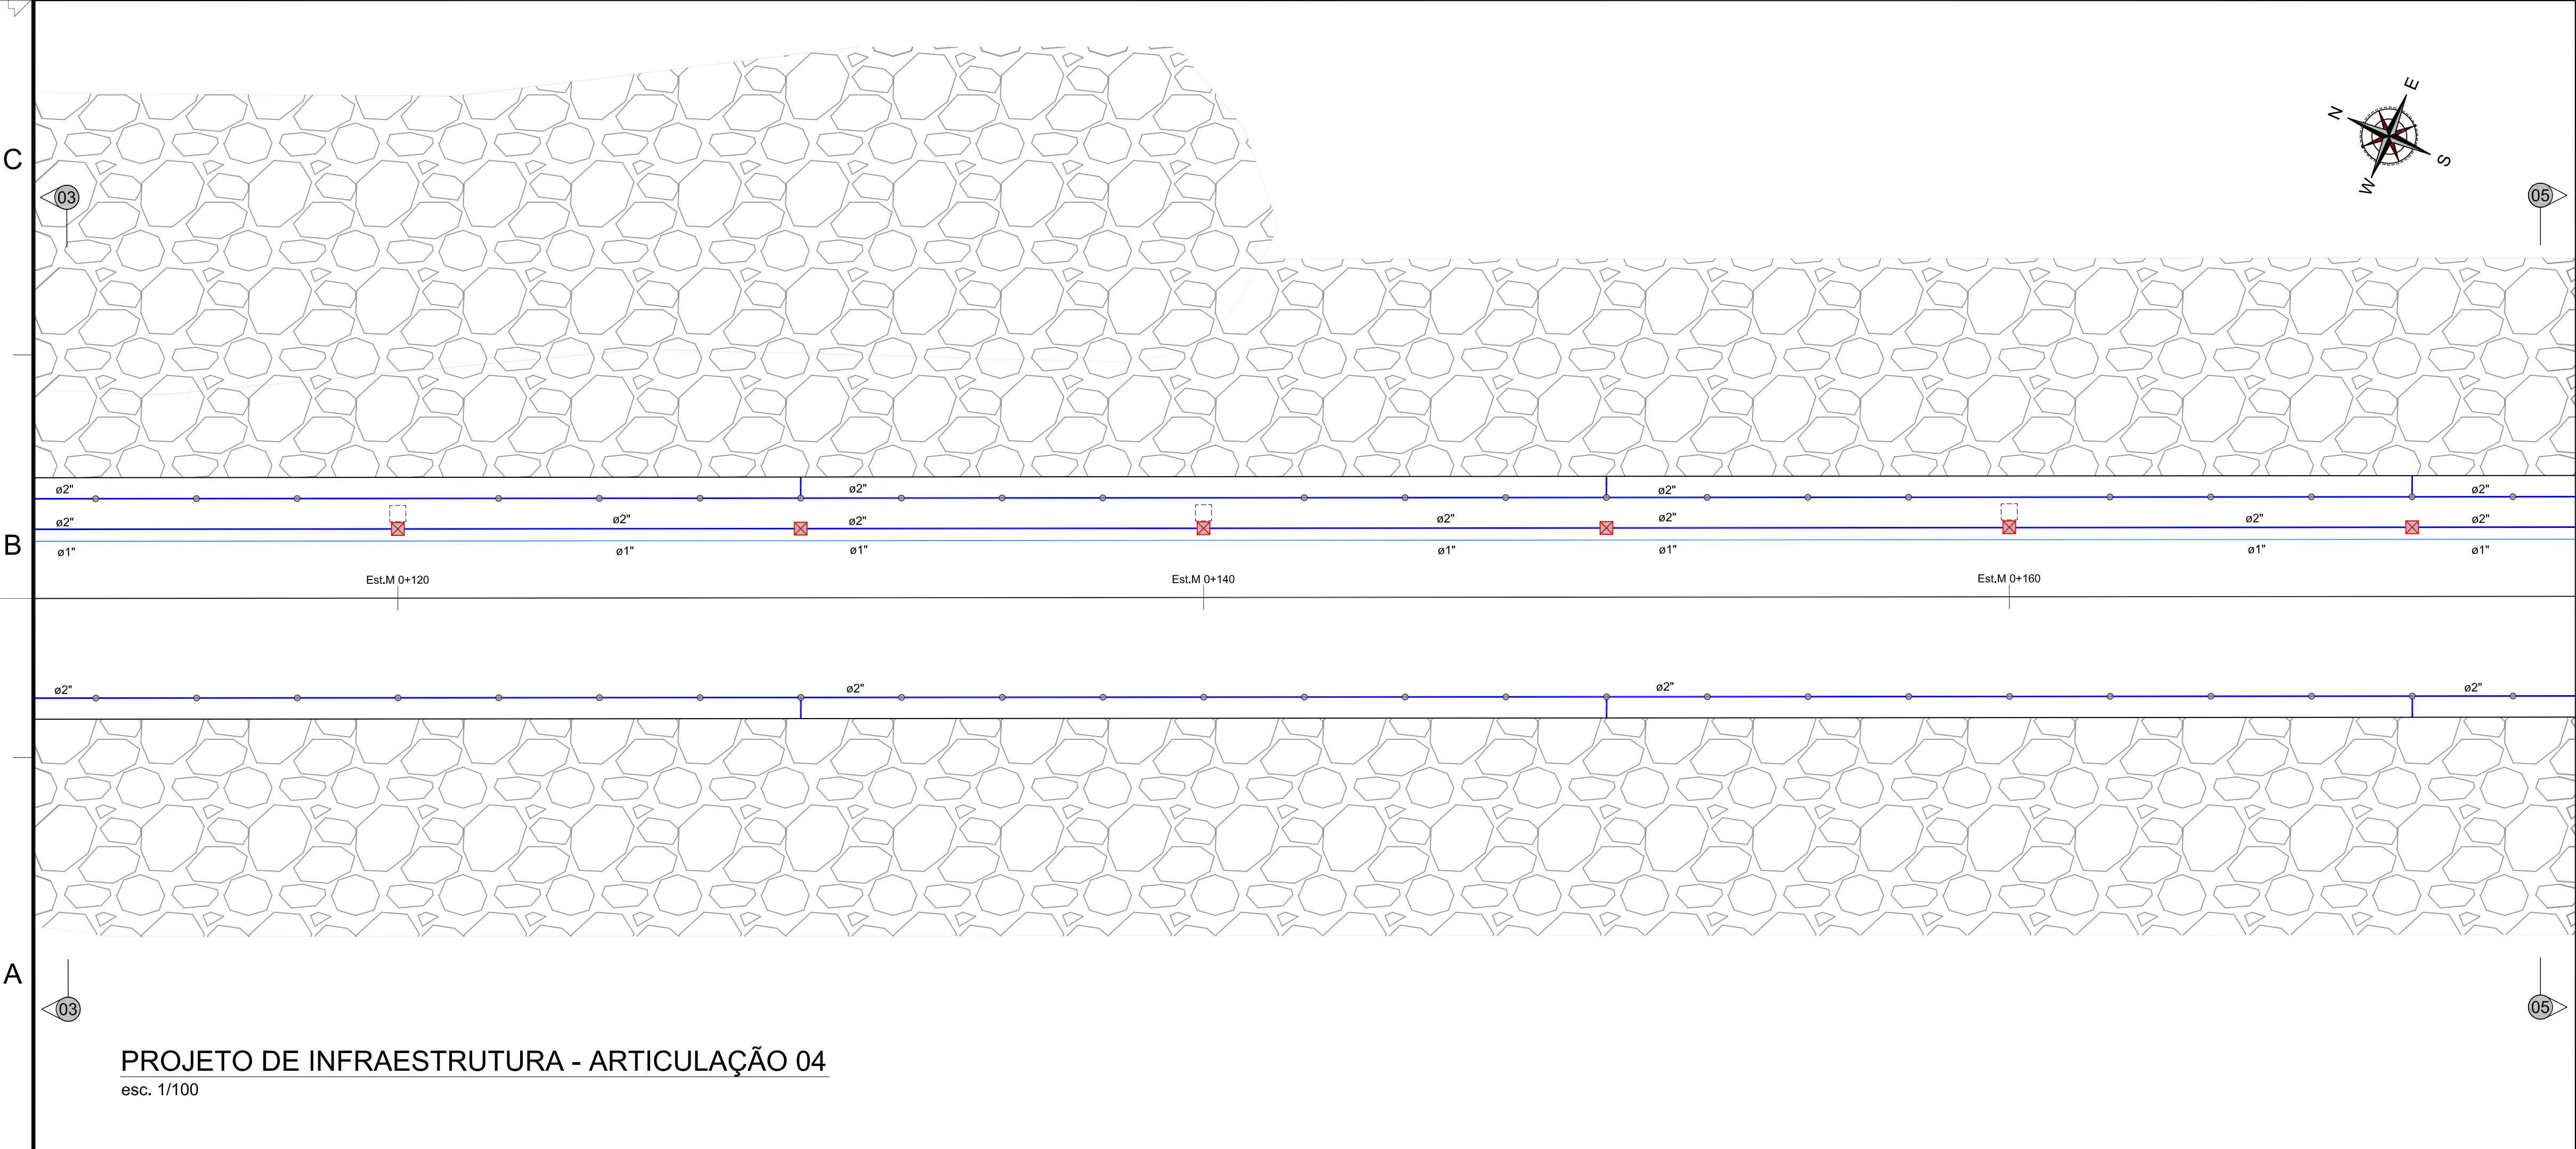 E
N
S
W
C
03
05
ø2" ø2" ø2" ø2"
ø2" ø2" ø2" ø2" ø2" ø2" ø2"
B
ø1" ø1" ø1" ø1" ø1" ø1" ø1"
Est.M 0+120 Est.M 0+140 Est.M 0+160
ø2" ø2" ø2" ø2"
A
03
05
PROJETO DE INFRAESTRUTURA - ARTICULAÇÃO 04
esc. 1/100